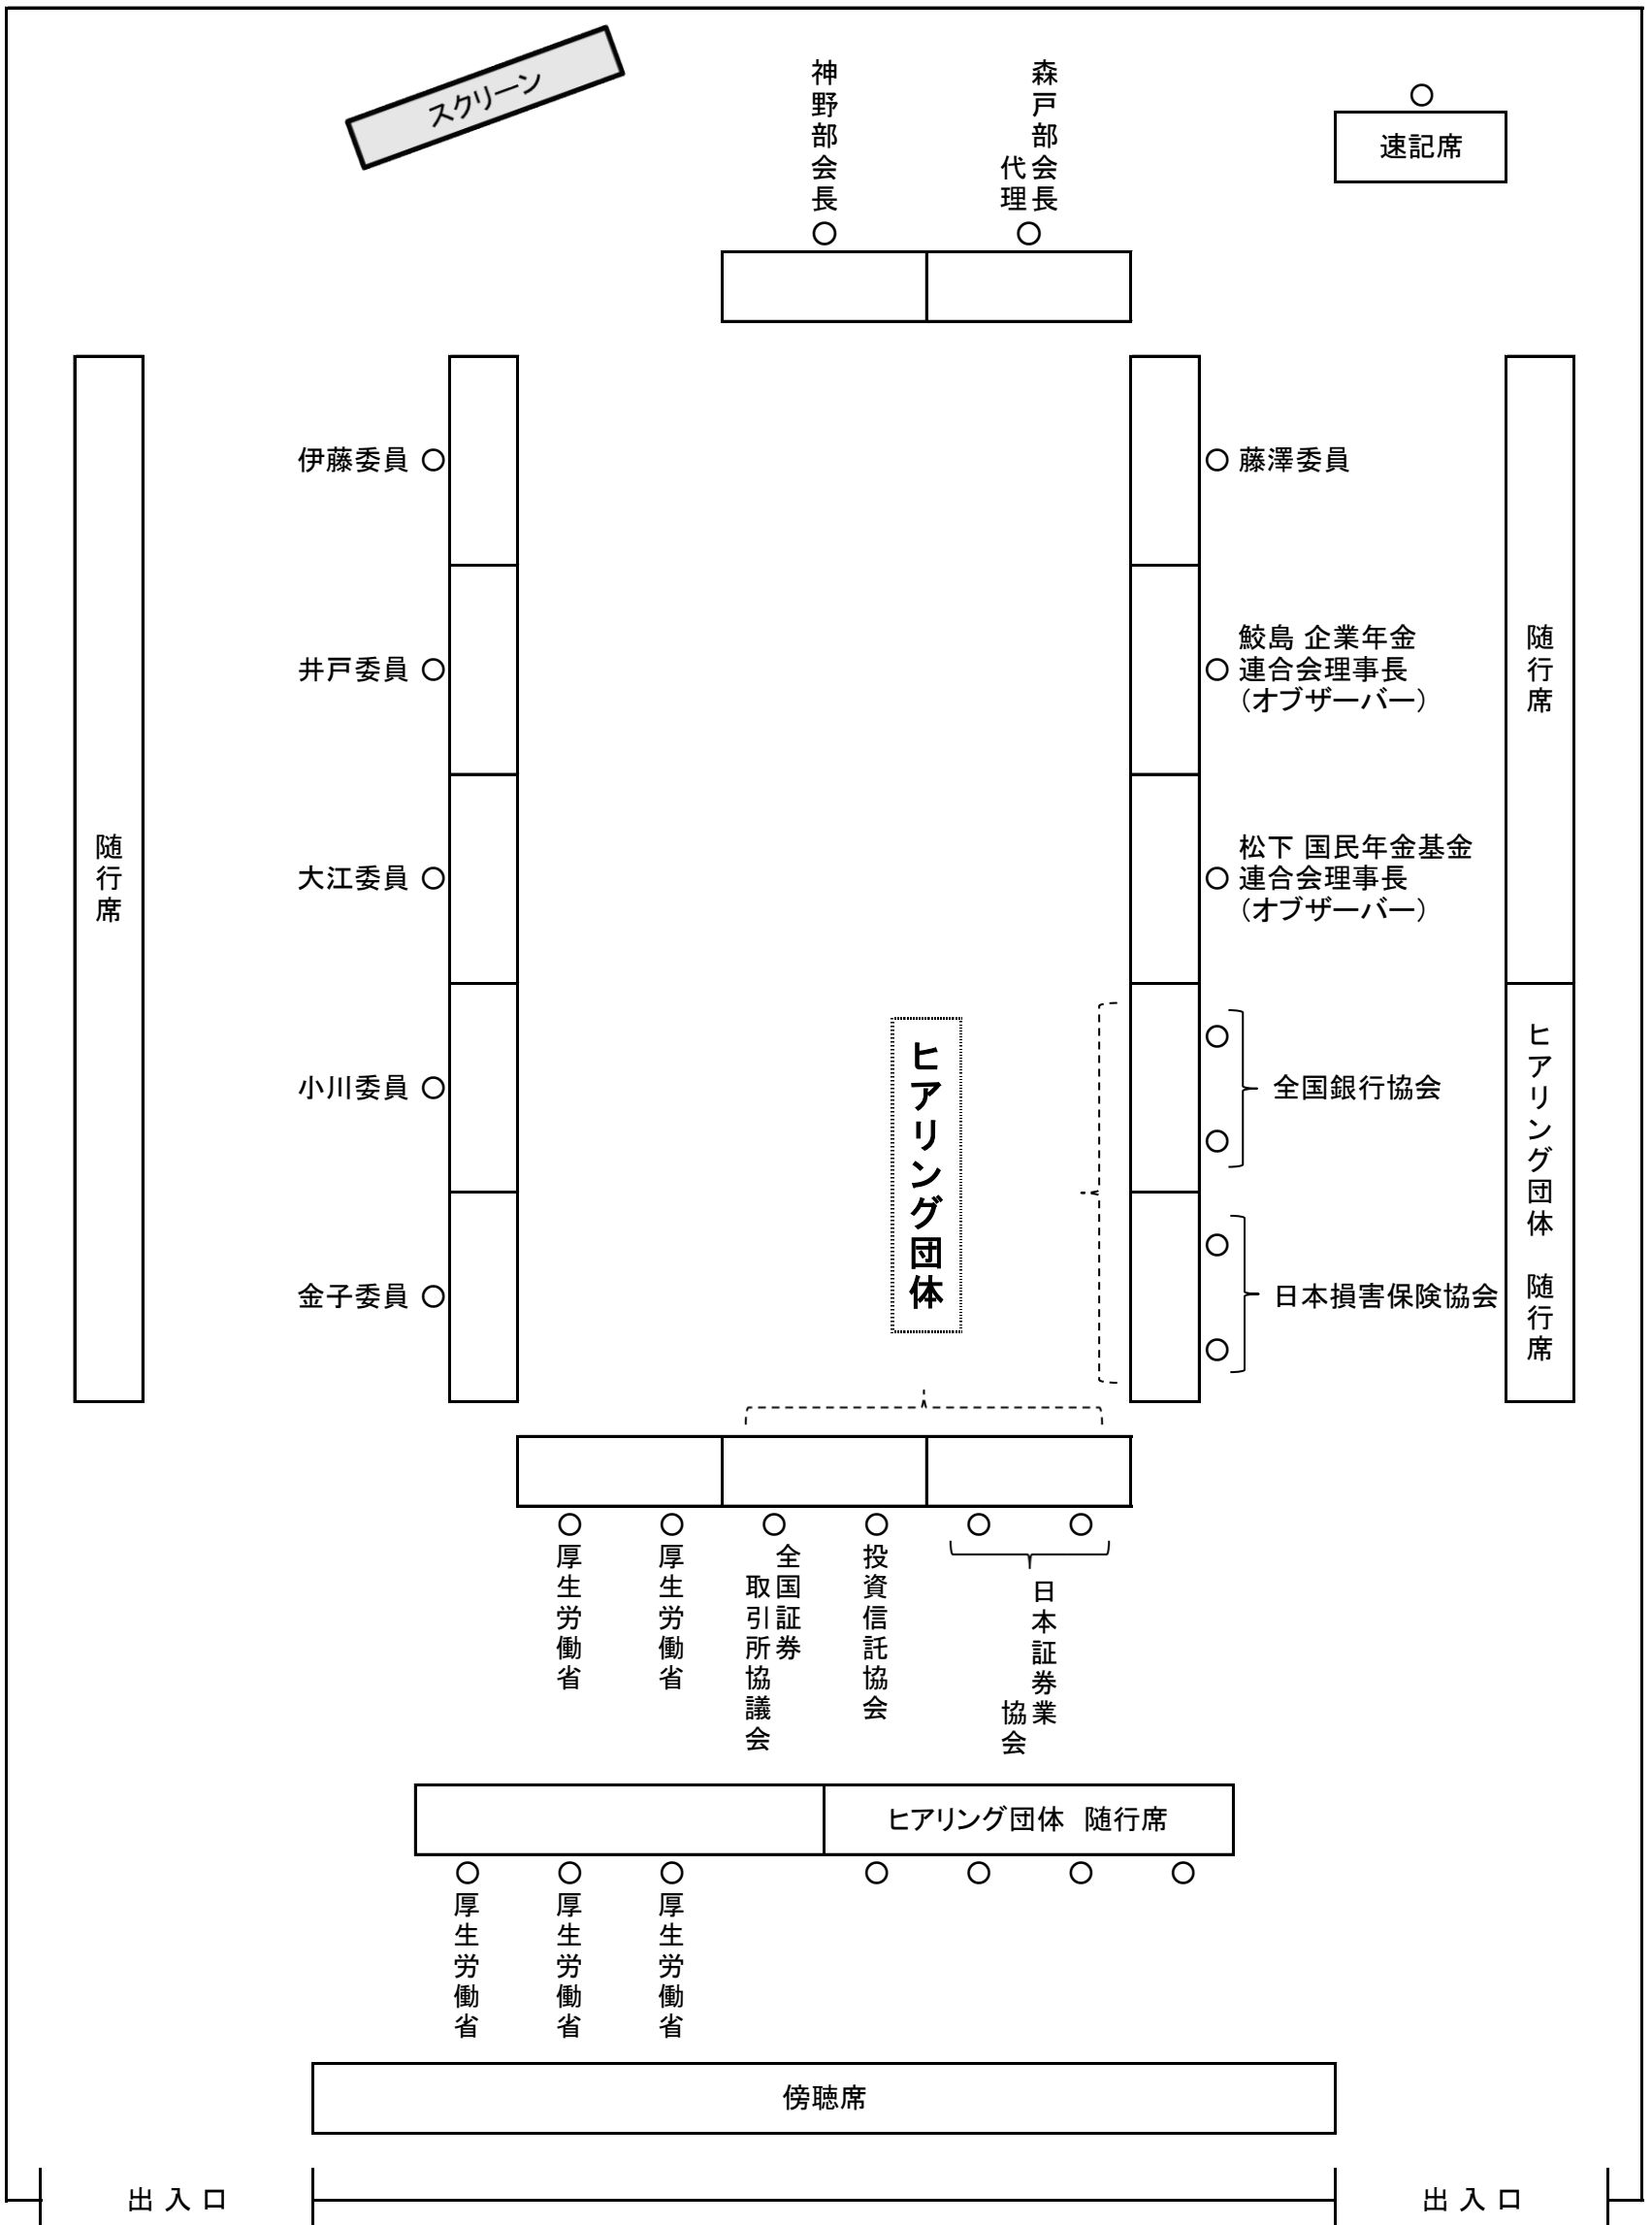 スクリーン
神野部会長
森戸部会長
代理
速記席
伊藤委員
藤澤委員
井戸委員
鮫島 企業年金
連合会理事長
（オブザーバー）
随行席
随行席
大江委員
松下 国民年金基金
連合会理事長
（オブザーバー）
小川委員
ヒアリング団体
全国銀行協会
ヒアリング団体　随行席
金子委員
日本損害保険協会
厚生労働省
厚生労働省
全国証券
取引所協議会
投資信託協会
日本証券業
協会
ヒアリング団体　随行席
厚生労働省
厚生労働省
厚生労働省
傍聴席
出入口
出入口